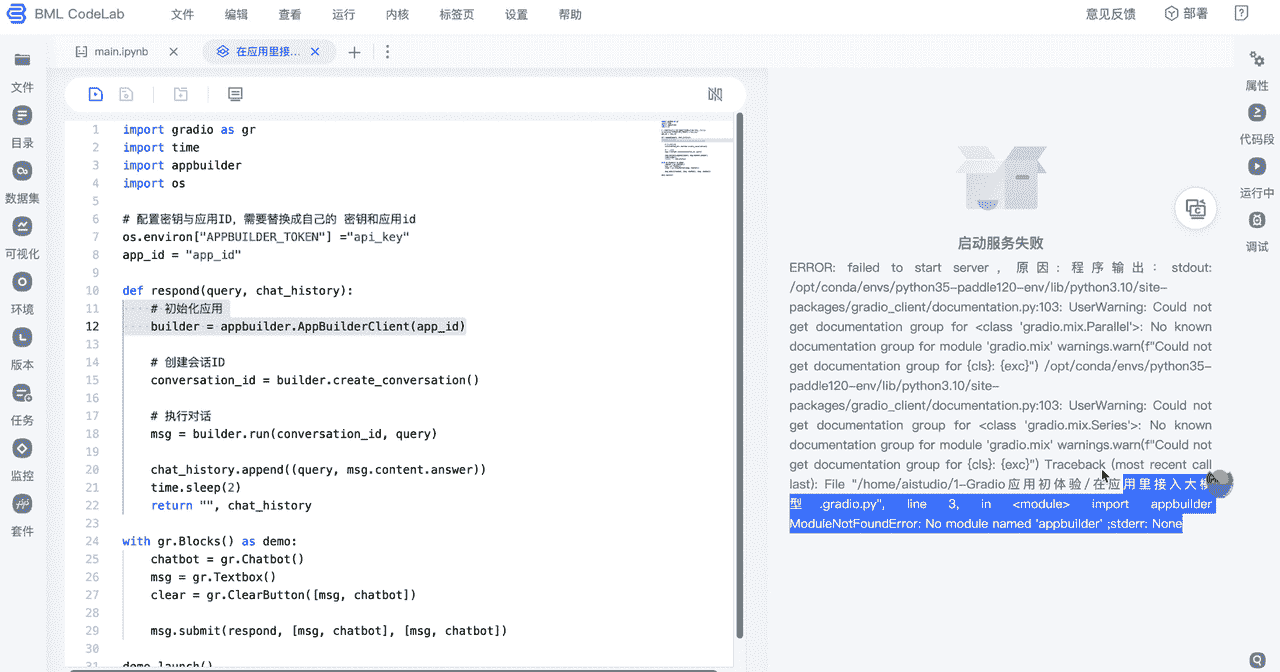 BML CodeLab 文件 编辑 查看 运行 内核 标签页 设置 帮助 意见反馈 部署
main.ipynb 在应用里接...
文件
目录
数据集
可视化
环境
版本
任务
监控
套件
1 import gradio as gr
2 import time
3 import appbuilder
4 import os
5
6 # 配置密钥与应用ID，需要替换成自己的 密钥和应用id
7 os.environ["APPBUILDER_TOKEN"] ="api_key"
8 app_id = "app_id"
9
10 def respond(query, chat_history):
11 # 初始化应用
12 builder = appbuilder.AppBuilderClient(app_id)
13
14 # 创建会话ID
15 conversation_id = builder.create_conversation()
16
17 # 执行对话
18 msg = builder.run(conversation_id, query)
19
20 chat_history.append((query, msg.content.answer))
21 time.sleep(2)
22 return "", chat_history
23
24 with gr.Blocks() as demo:
25 chatbot = gr.Chatbot()
26 msg = gr.Textbox()
27 clear = gr.ClearButton([msg, chatbot])
28
29 msg.submit(respond, [msg, chatbot], [msg, chatbot])
30
31 demo.launch()
启动服务失败
ERROR: failed to start server, 原因: 程序输出: stdout:
/opt/conda/envs/python35-paddle120-env/lib/python3.10/site-
packages/gradio_client/documentation.py:103: UserWarning: Could not
get documentation group for <class 'gradio.mix.Parallel'>: No known
documentation group for module 'gradio.mix' warnings.warn(f"Could not
get documentation group for {cls}: {exc}") /opt/conda/envs/python35-
paddle120-env/lib/python3.10/site-
packages/gradio_client/documentation.py:103: UserWarning: Could not
get documentation group for <class 'gradio.mix.Series'>: No known
documentation group for module 'gradio.mix' warnings.warn(f"Could not
get documentation group for {cls}: {exc}") Traceback (most recent call
last): File "/home/aistudio/1-Gradio应用初体验/在应用里接入大模
型 .gradio.py", line 3, in <module> import appbuilder
ModuleNotFoundError: No module named 'appbuilder' ;stderr: None
属性
代码段
运行中
调试